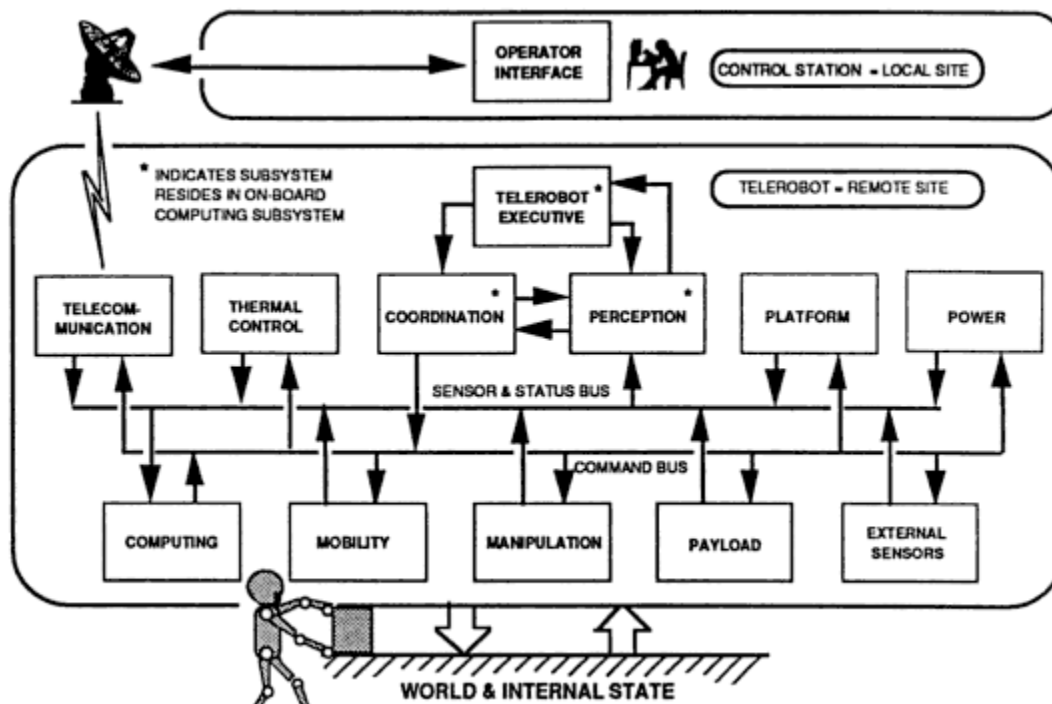 OPERATOR
INTERFACE
CONTROL STATION = LOCAL SITE
* INDICATES SUBSYSTEM
RESIDES IN ON-BOARD
COMPUTING SUBSYSTEM
TELEROBOT *
EXECUTIVE
TELEROBOT = REMOTE SITE
TELECOM-
MUNICATION
THERMAL
CONTROL
*
COORDINATION
*
PERCEPTION
PLATFORM
POWER
SENSOR & STATUS BUS
COMMAND BUS
COMPUTING
MOBILITY
MANIPULATION
PAYLOAD
EXTERNAL
SENSORS
WORLD & INTERNAL STATE